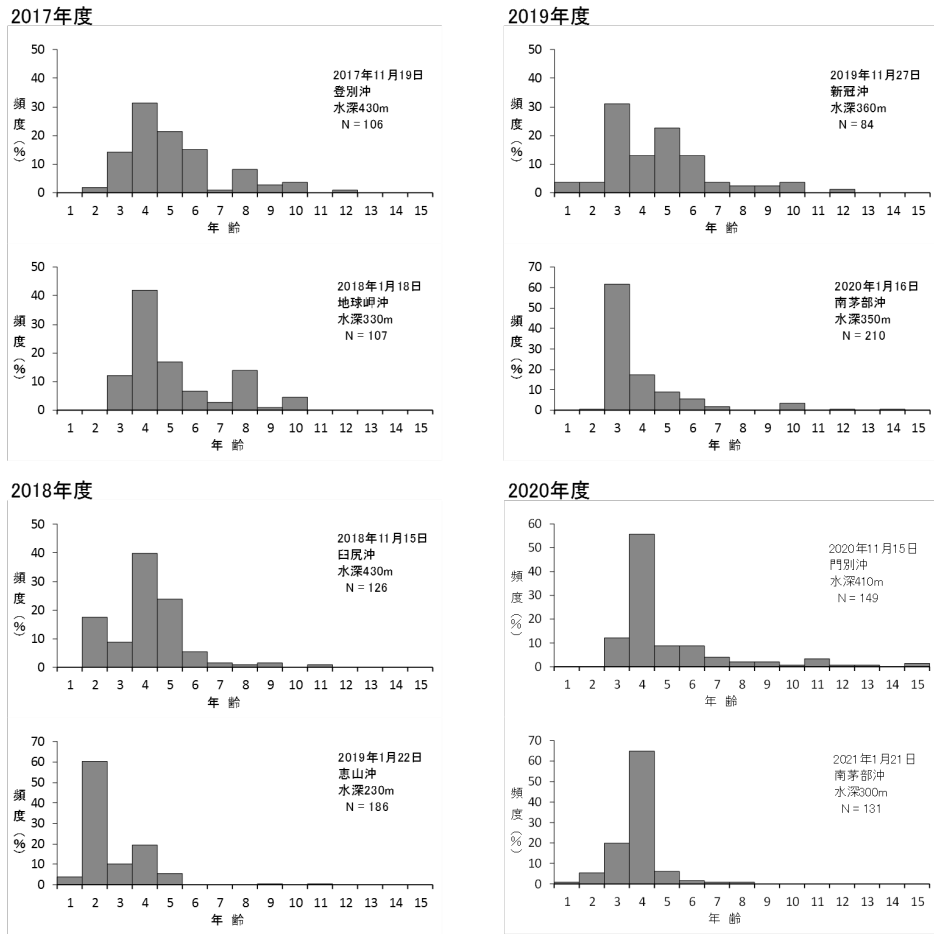 2017年度
50
40
30
20
10
0
頻度(%)
2017年11月19日
登別沖
水深430m
N = 106
1 2 3 4 5 6 7 8 9 10 11 12 13 14 15
年 齢
50
40
30
20
10
0
頻度(%)
2018年1月18日
地球岬沖
水深330m
N = 107
1 2 3 4 5 6 7 8 9 10 11 12 13 14 15
年 齢
2018年度
50
40
30
20
10
0
頻度(%)
2018年11月15日
臼尻沖
水深430m
N = 126
1 2 3 4 5 6 7 8 9 10 11 12 13 14 15
年 齢
70
60
50
40
30
20
10
0
頻度(%)
2019年1月22日
恵山沖
水深230m
N = 186
1 2 3 4 5 6 7 8 9 10 11 12 13 14 15
年 齢
2019年度
50
40
30
20
10
0
頻度(%)
2019年11月27日
新冠沖
水深360m
N = 84
1 2 3 4 5 6 7 8 9 10 11 12 13 14 15
年 齢
70
60
50
40
30
20
10
0
頻度(%)
2020年1月16日
南茅部沖
水深350m
N = 210
1 2 3 4 5 6 7 8 9 10 11 12 13 14 15
年 齢
2020年度
60
50
40
30
20
10
0
頻度(%)
2020年11月15日
門別沖
水深410m
N = 149
1 2 3 4 5 6 7 8 9 10 11 12 13 14 15
年 齢
70
60
50
40
30
20
10
0
頻度(%)
2021年1月21日
南茅部沖
水深300m
N = 131
1 2 3 4 5 6 7 8 9 10 11 12 13 14 15
年 齢